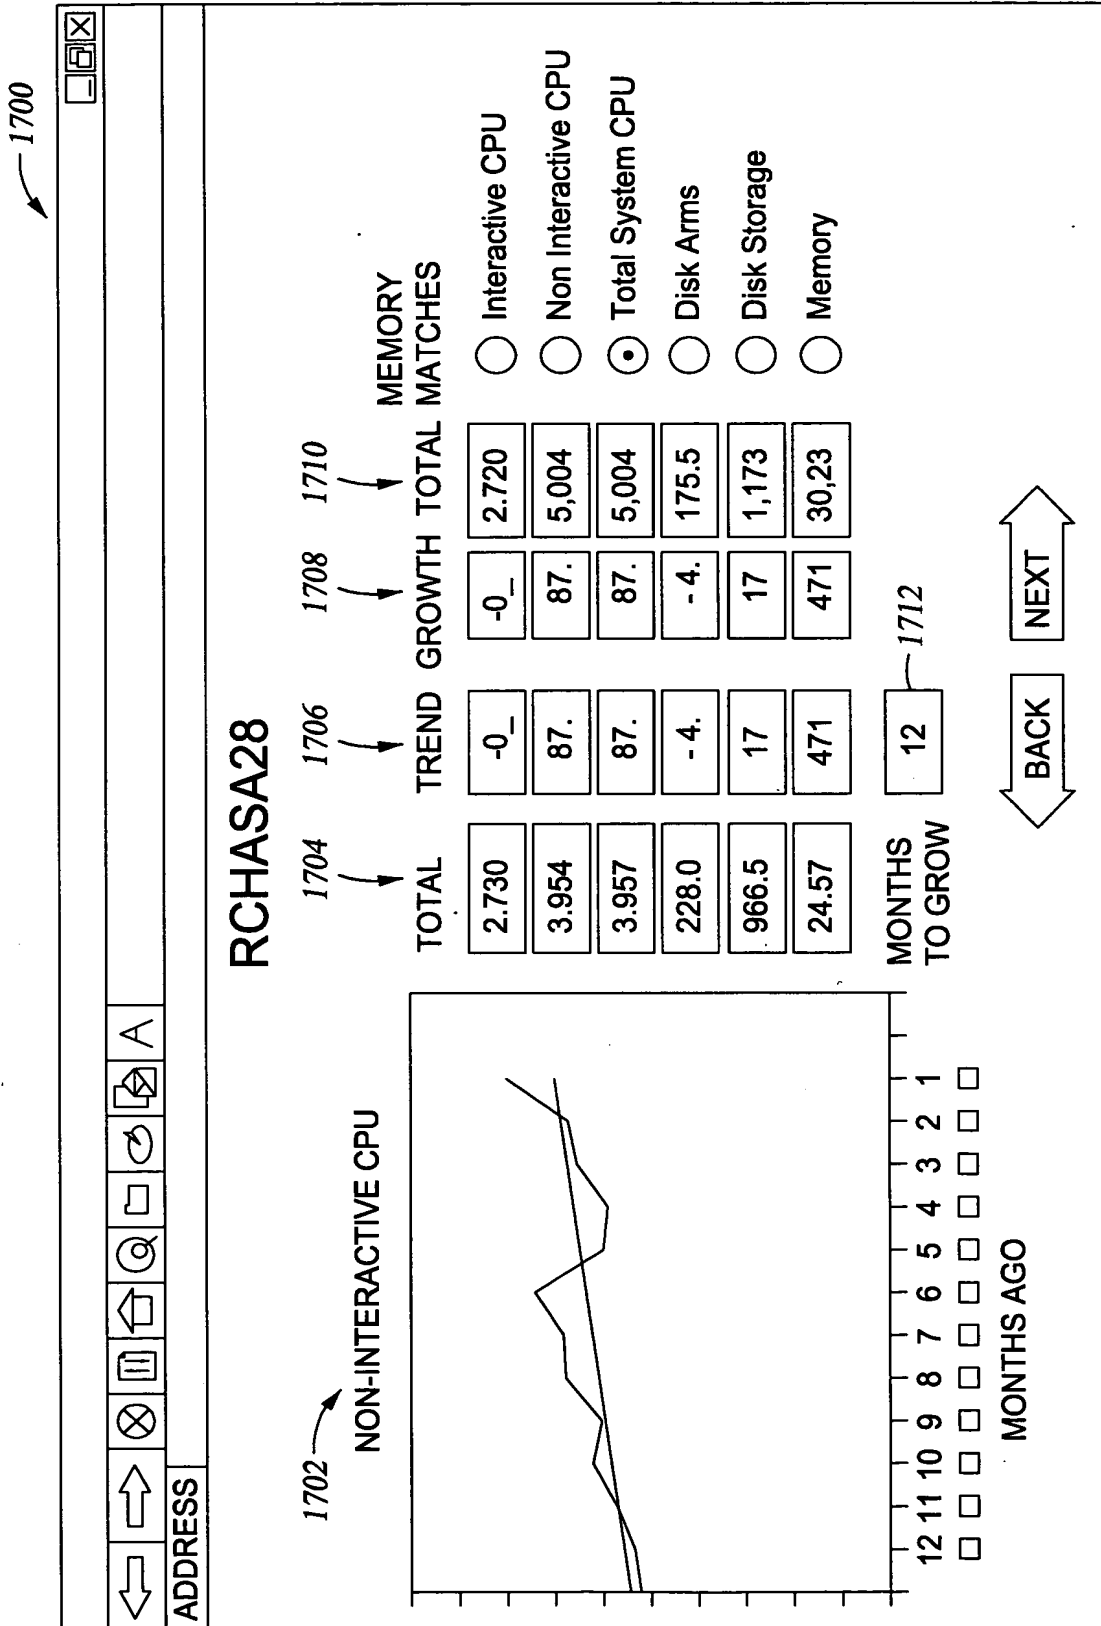 1700
ADDRESS
RCHASA28
1702
NON-INTERACTIVE CPU
12 11 10 9 8 7 6 5 4 3 2 1
MONTHS AGO
1704 1706 1708 1710
MEMORY
TOTAL TREND GROWTH TOTAL MATCHES
2.730 -0_ -0_ 2.720 Interactive CPU
3.954 87. 87. 5,004 Non Interactive CPU
3.957 87. 87. 5,004 Total System CPU
228.0 -4. -4. 175.5 Disk Arms
966.5 17 17 1,173 Disk Storage
24.57 471 471 30,23 Memory
MONTHS
TO GROW 12 1712
BACK NEXT